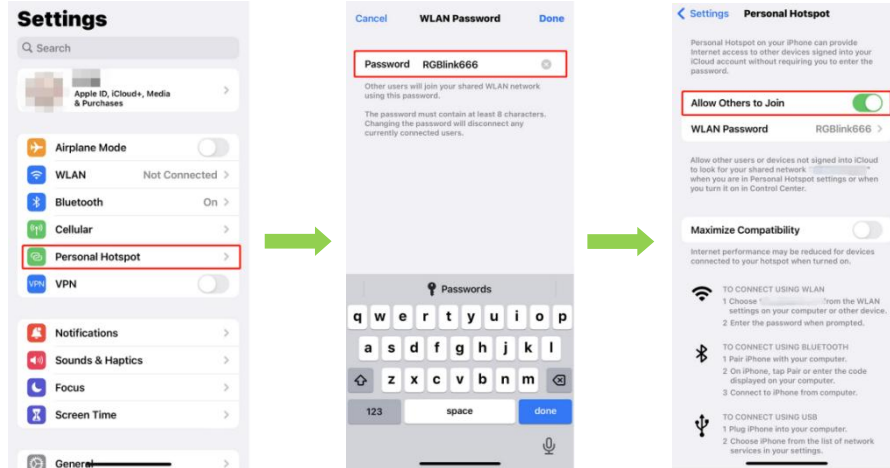 Settings
Search
Apple ID, iCloud+, Media
& Purchases
Airplane Mode
WLAN Not Connected
Bluetooth On
Cellular
Personal Hotspot
VPN VPN
Notifications
Sounds & Haptics
Focus
Screen Time
General
Cancel WLAN Password Done
Password RGBlink666
Other users will join your shared WLAN network
using this password.
The password must contain at least 8 characters.
Changing the password will disconnect any
currently connected users.
Passwords
q w e r t y u i o p
a s d f g h j k l
z x c v b n m
123 space done
Settings Personal Hotspot
Personal Hotspot on your iPhone can provide
Internet access to other devices signed into your
iCloud account without requiring you to enter the
password.
Allow Others to Join
WLAN Password RGBlink666
Allow other users or devices not signed into iCloud
to look for your shared network "
when you are in Personal Hotspot settings or when
you turn it on in Control Center.
Maximize Compatibility
Internet performance may be reduced for devices
connected to your hotspot when turned on.
TO CONNECT USING WLAN
1 Choose " from the WLAN
settings on your computer or other device.
2 Enter the password when prompted.
TO CONNECT USING BLUETOOTH
1 Pair iPhone with your computer.
2 On iPhone, tap Pair or enter the code
displayed on your computer.
3 Connect to iPhone from computer.
TO CONNECT USING USB
1 Plug iPhone into your computer.
2 Choose iPhone from the list of network
services in your settings.